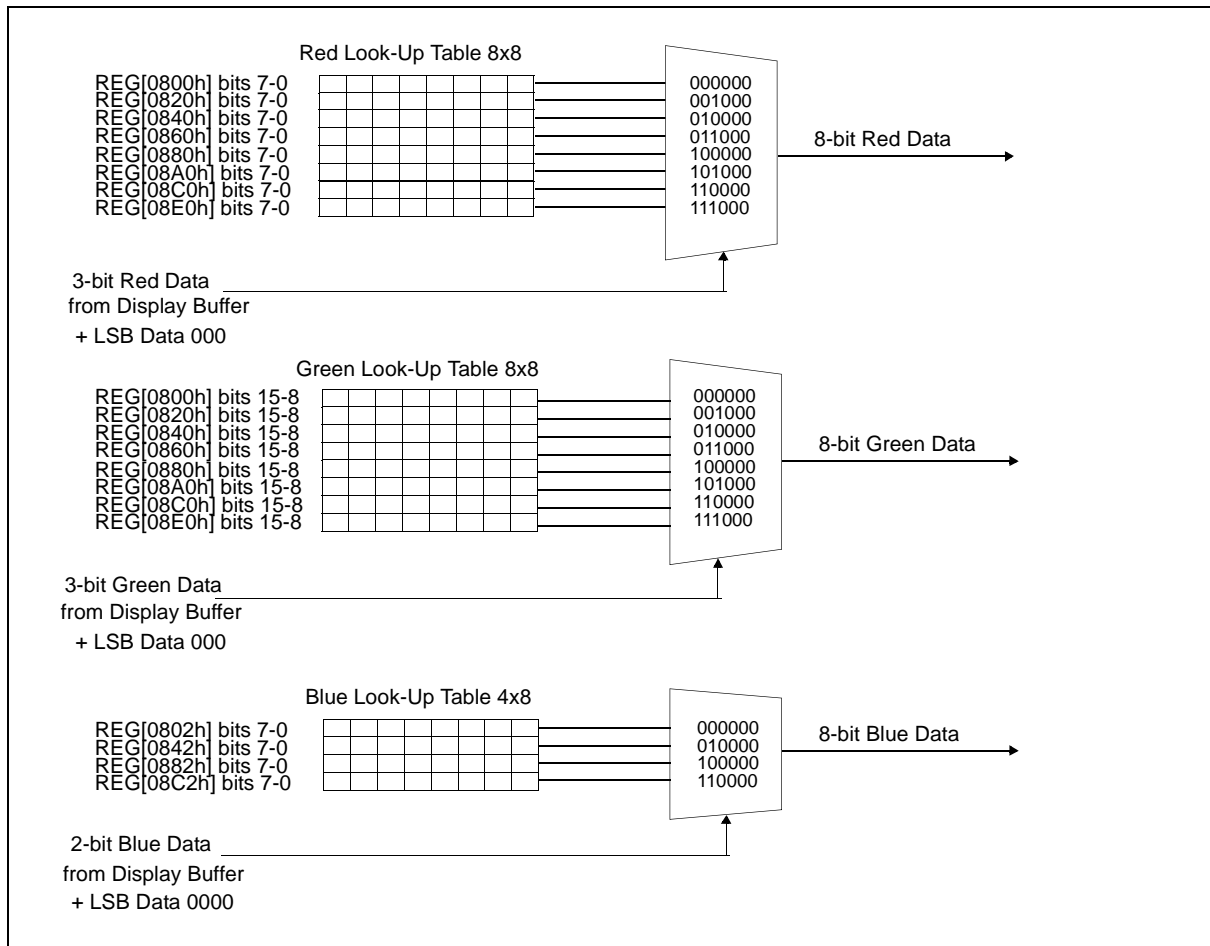 Red Look-Up Table 8x8
REG[0800h] bits 7-0
REG[0820h] bits 7-0
REG[0840h] bits 7-0
REG[0860h] bits 7-0
REG[0880h] bits 7-0
REG[08A0h] bits 7-0
REG[08C0h] bits 7-0
REG[08E0h] bits 7-0
000000
001000
010000
011000
100000
101000
110000
111000
8-bit Red Data
3-bit Red Data
from Display Buffer
+ LSB Data 000
Green Look-Up Table 8x8
REG[0800h] bits 15-8
REG[0820h] bits 15-8
REG[0840h] bits 15-8
REG[0860h] bits 15-8
REG[0880h] bits 15-8
REG[08A0h] bits 15-8
REG[08C0h] bits 15-8
REG[08E0h] bits 15-8
000000
001000
010000
011000
100000
101000
110000
111000
8-bit Green Data
3-bit Green Data
from Display Buffer
+ LSB Data 000
Blue Look-Up Table 4x8
REG[0802h] bits 7-0
REG[0842h] bits 7-0
REG[0882h] bits 7-0
REG[08C2h] bits 7-0
000000
010000
100000
110000
8-bit Blue Data
2-bit Blue Data
from Display Buffer
+ LSB Data 0000